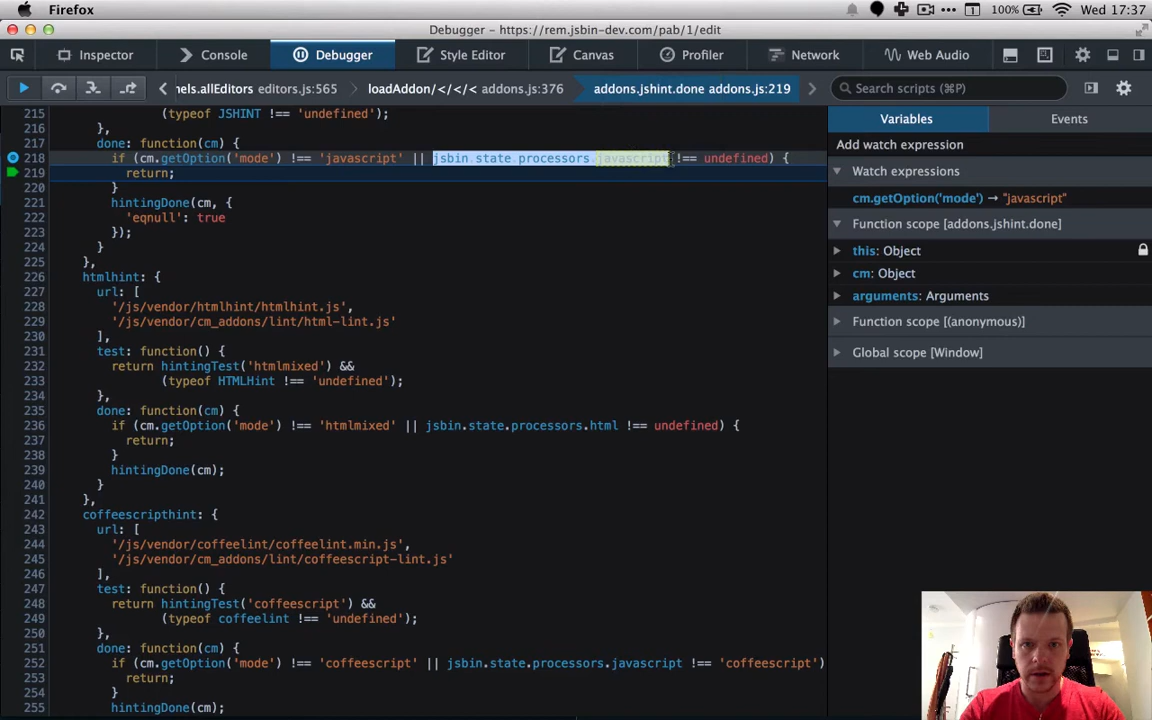 Firefox
100%
Wed 17:37
Debugger - https://rem.jsbin-dev.com/pab/1/edit
Inspector
Console
Debugger
Style Editor
Canvas
Profiler
Network
Web Audio
nels.allEditors editors.js:565
loadAddon/</</< addons.js:376
addons.jshint.done addons.js:219
Search scripts (⌘P)
Variables
Events
215 (typeof JSHINT !== 'undefined');
216 },
217 done: function(cm) {
218 if (cm.getOption('mode') !== 'javascript' || jsbin.state.processors.javascript !== undefined) {
219 return;
220 }
221 hintingDone(cm, {
222 'eqnull': true
223 });
224 }
225 },
226 htmlhint: {
227 url: [
228 '/js/vendor/htmlhint/htmlhint.js',
229 '/js/vendor/cm_addons/lint/html-lint.js'
230 ],
231 test: function() {
232 return hintingTest('htmlmixed') &&
233 (typeof HTMLHint !== 'undefined');
234 },
235 done: function(cm) {
236 if (cm.getOption('mode') !== 'htmlmixed' || jsbin.state.processors.html !== undefined) {
237 return;
238 }
239 hintingDone(cm);
240 }
241 },
242 coffeescripthint: {
243 url: [
244 '/js/vendor/coffeelint/coffeelint.min.js',
245 '/js/vendor/cm_addons/lint/coffeescript-lint.js'
246 ],
247 test: function() {
248 return hintingTest('coffeescript') &&
249 (typeof coffeelint !== 'undefined');
250 },
251 done: function(cm) {
252 if (cm.getOption('mode') !== 'coffeescript' || jsbin.state.processors.javascript !== 'coffeescript')
253 return;
254 }
255 hintingDone(cm);
Add watch expression
Watch expressions
cm.getOption('mode') → "javascript"
Function scope [addons.jshint.done]
this: Object
cm: Object
arguments: Arguments
Function scope [(anonymous)]
Global scope [Window]